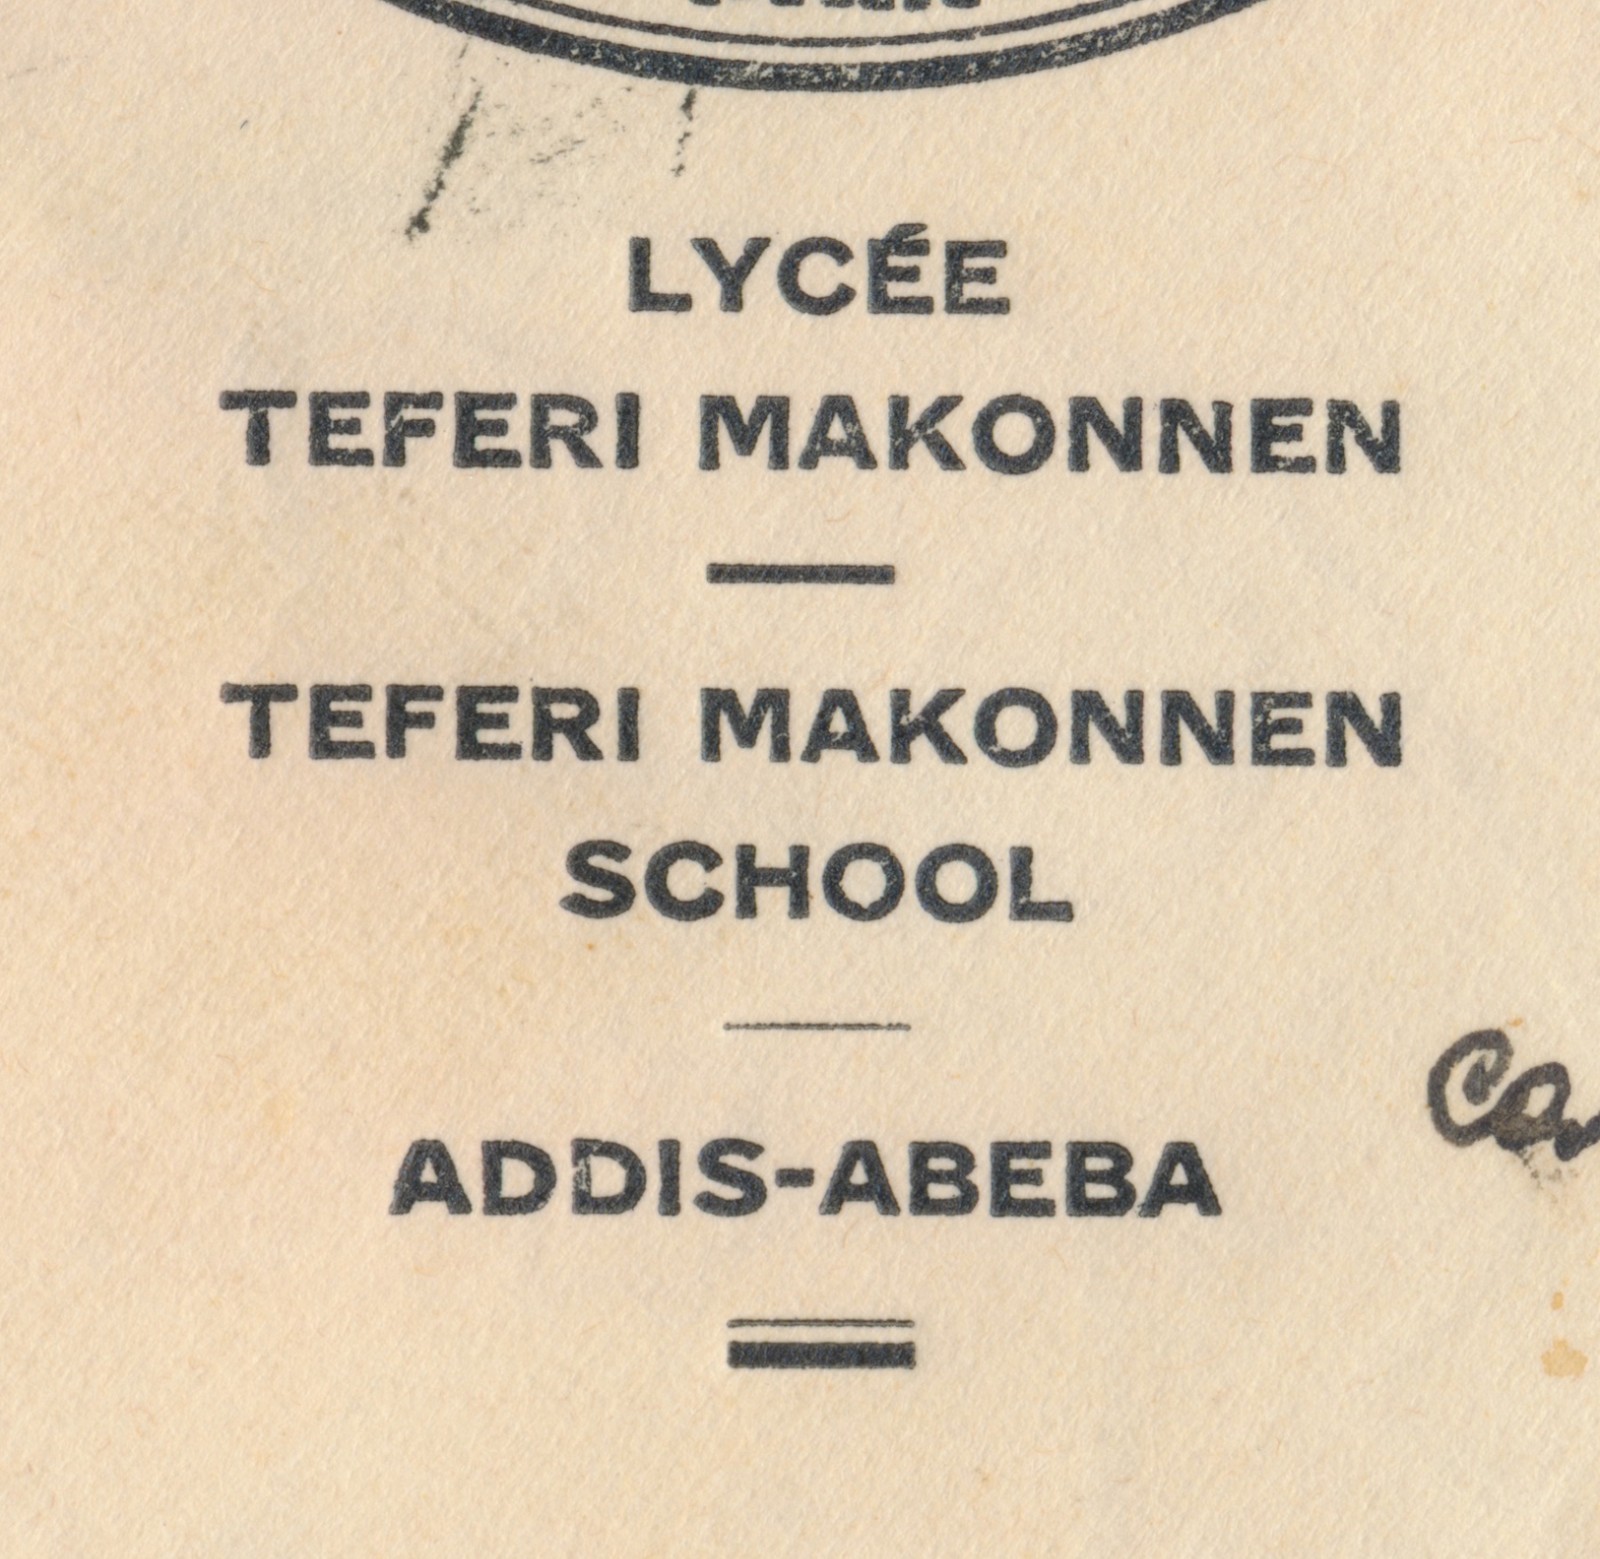 LYCÉE
TEFERI MAKONNEN
TEFERI MAKONNEN
SCHOOL
ADDIS-ABEBA